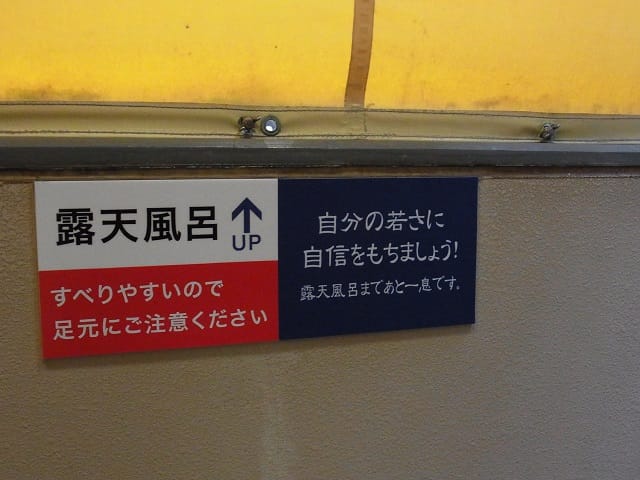 露天風呂
↑
UP
すべりやすいので
足元にご注意ください
自分の若さに
自信をもちましょう!
露天風呂まであと一息です。